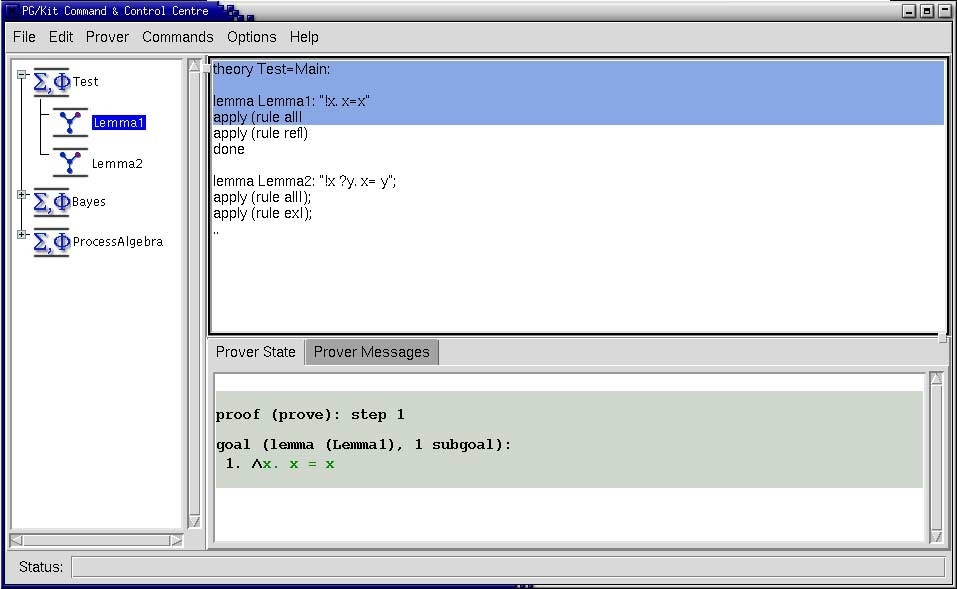 PG/Kit Command & Control Centre
File Edit Prover Commands Options Help
Σ,Φ Test
Lemma1
Lemma2
Σ,Φ Bayes
Σ,Φ ProcessAlgebra
theory Test=Main:
lemma Lemma1: "!x. x=x"
apply (rule allI
apply (rule refl)
done
lemma Lemma2: "!x ?y. x= y";
apply (rule allI);
apply (rule exI);
..
Prover State Prover Messages
proof (prove): step 1
goal (lemma (Lemma1), 1 subgoal):
1. ⋀x. x = x
Status: